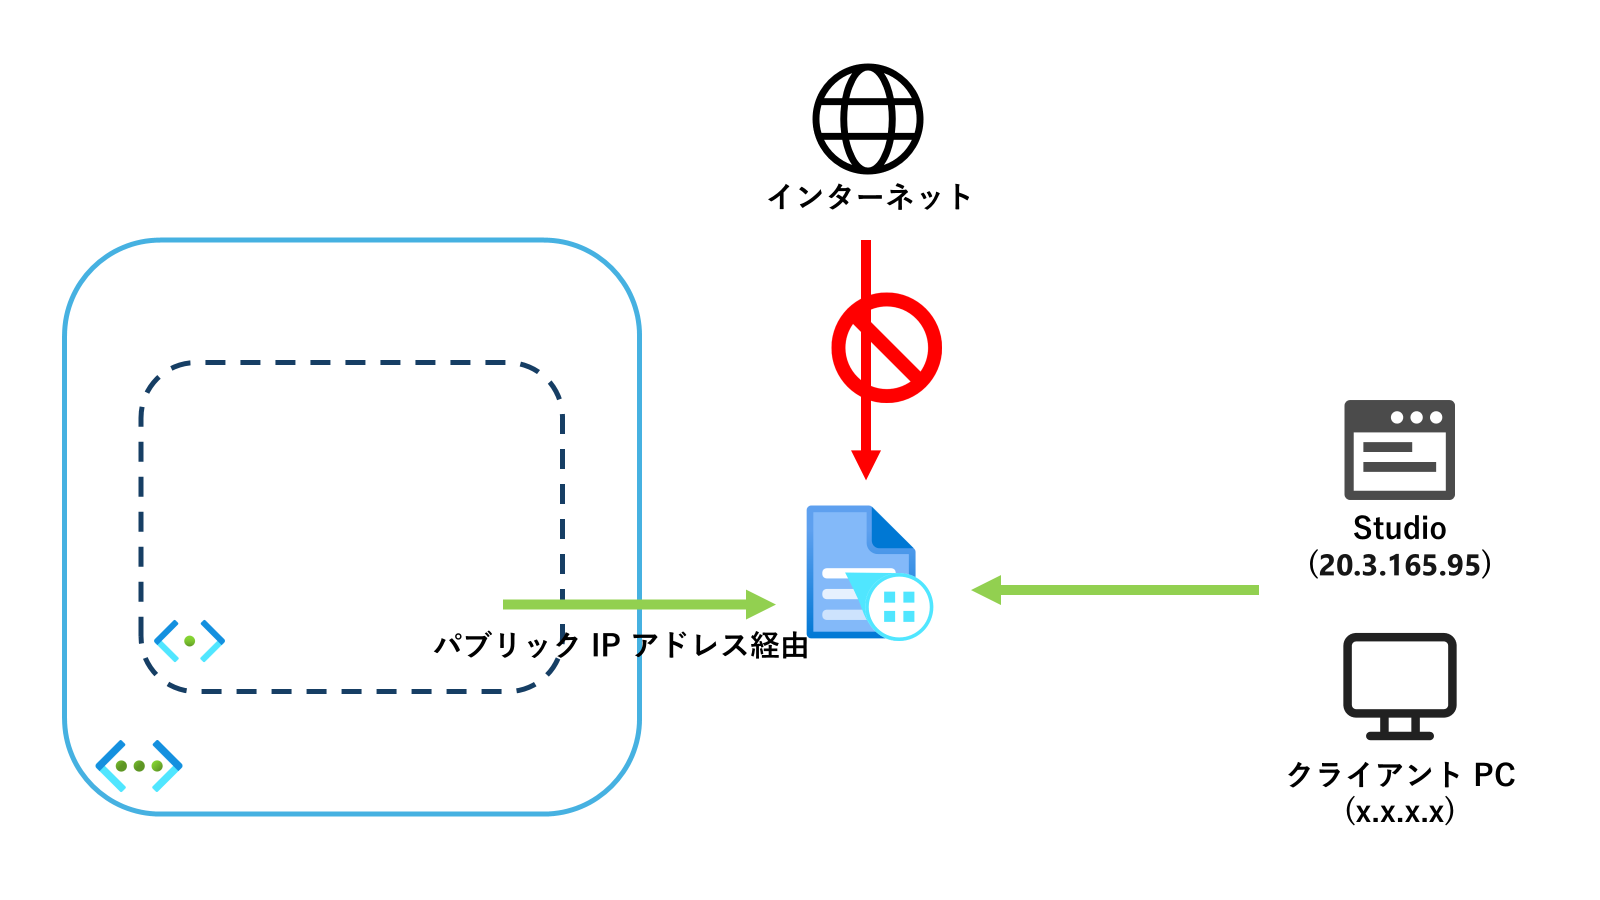 インターネット
Studio
(20.3.165.95)
パブリック IP アドレス経由
クライアント PC
(x.x.x.x)